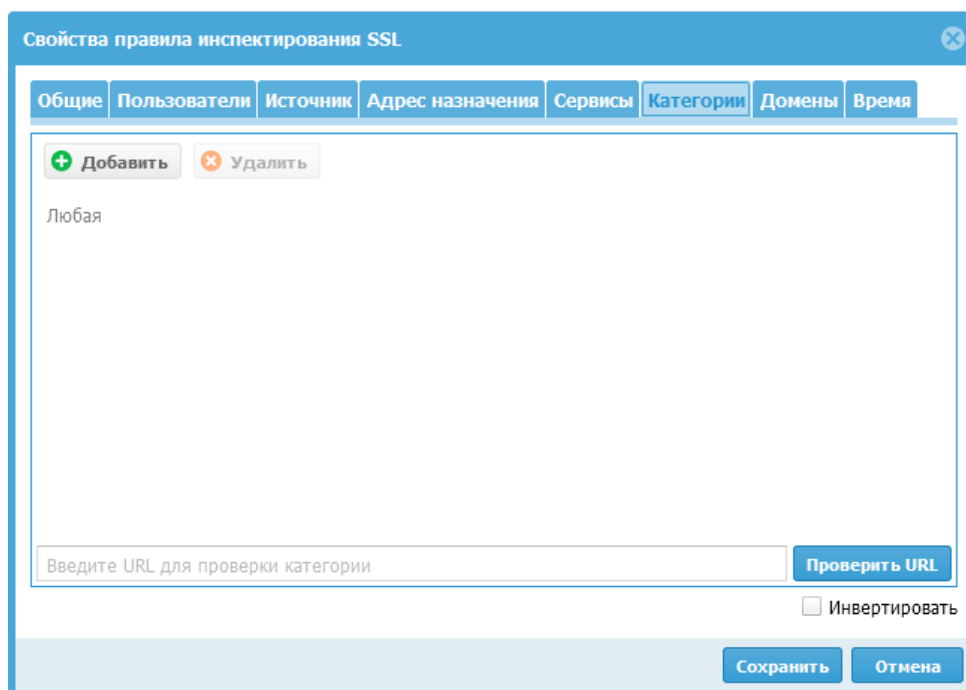 Свойства правила инспектирования SSL
Общие Пользователи Источник Адрес назначения Сервисы Категории Домены Время
Добавить Удалить
Любая
Введите URL для проверки категории Проверить URL
Инвертировать
Сохранить Отмена